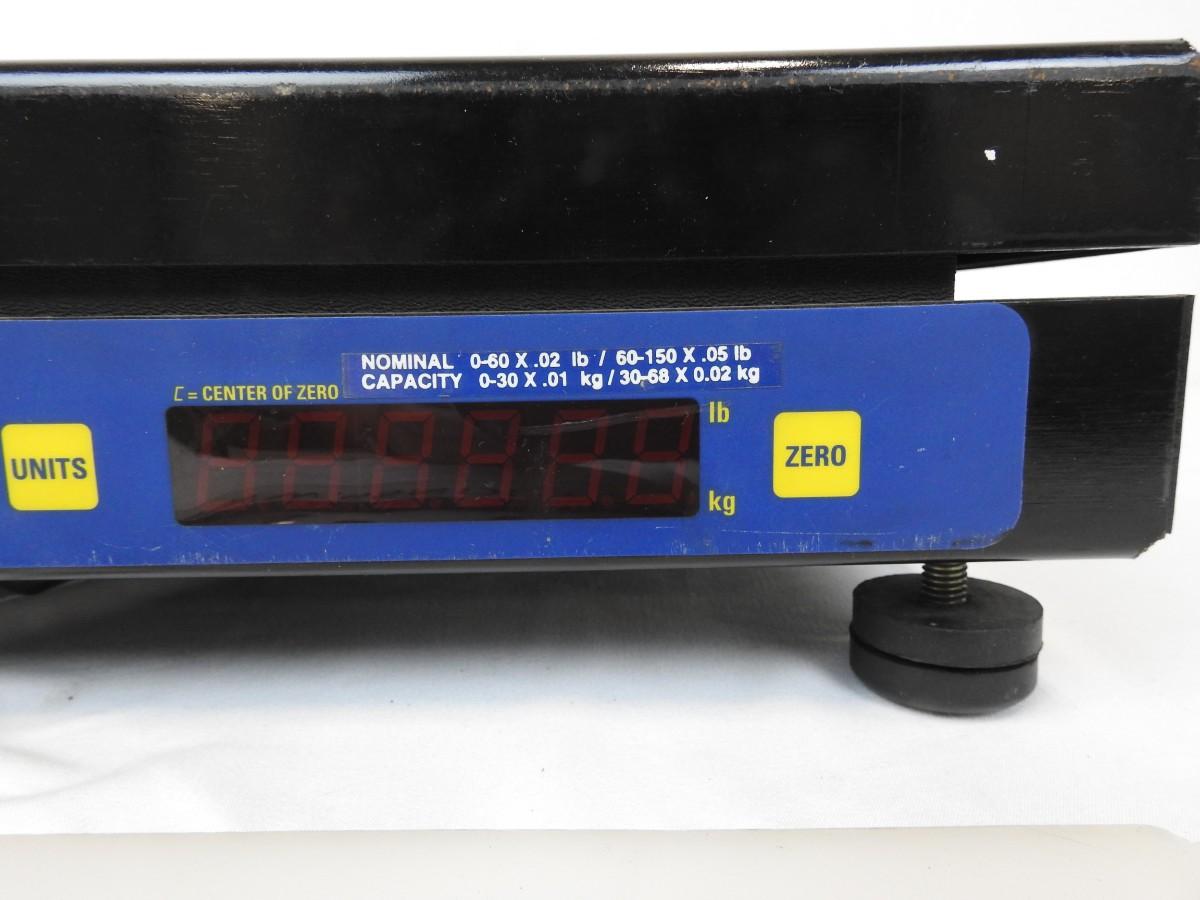 NOMINAL 0-60 X .02 lb / 60-150 X .05 lb
CAPACITY 0-30 X .01 kg / 30-68 X 0.02 kg
= CENTER OF ZERO
lb
UNITS
ZERO
kg